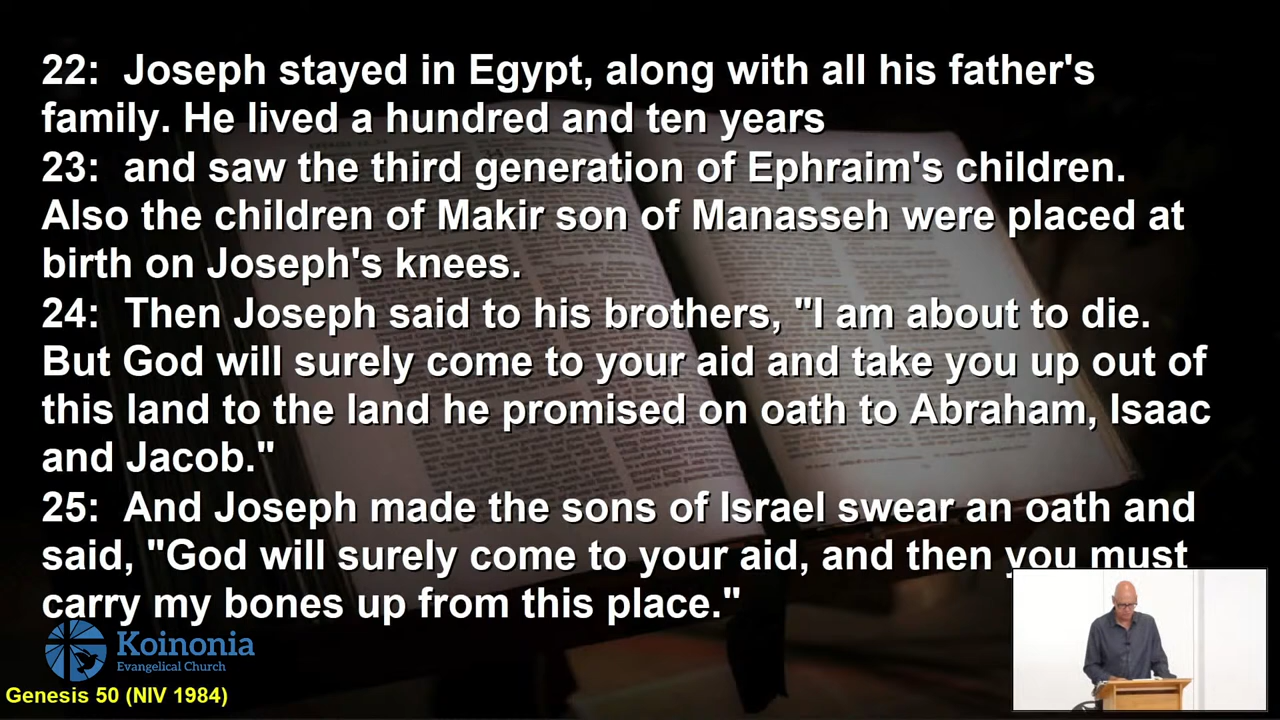 22:  Joseph stayed in Egypt, along with all his father's
family. He lived a hundred and ten years
23:  and saw the third generation of Ephraim's children.
Also the children of Makir son of Manasseh were placed at
birth on Joseph's knees.
24:  Then Joseph said to his brothers, "I am about to die.
But God will surely come to your aid and take you up out of
this land to the land he promised on oath to Abraham, Isaac
and Jacob."
25:  And Joseph made the sons of Israel swear an oath and
said, "God will surely come to your aid, and then you must
carry my bones up from this place."
Koinonia
Evangelical Church
Genesis 50 (NIV 1984)